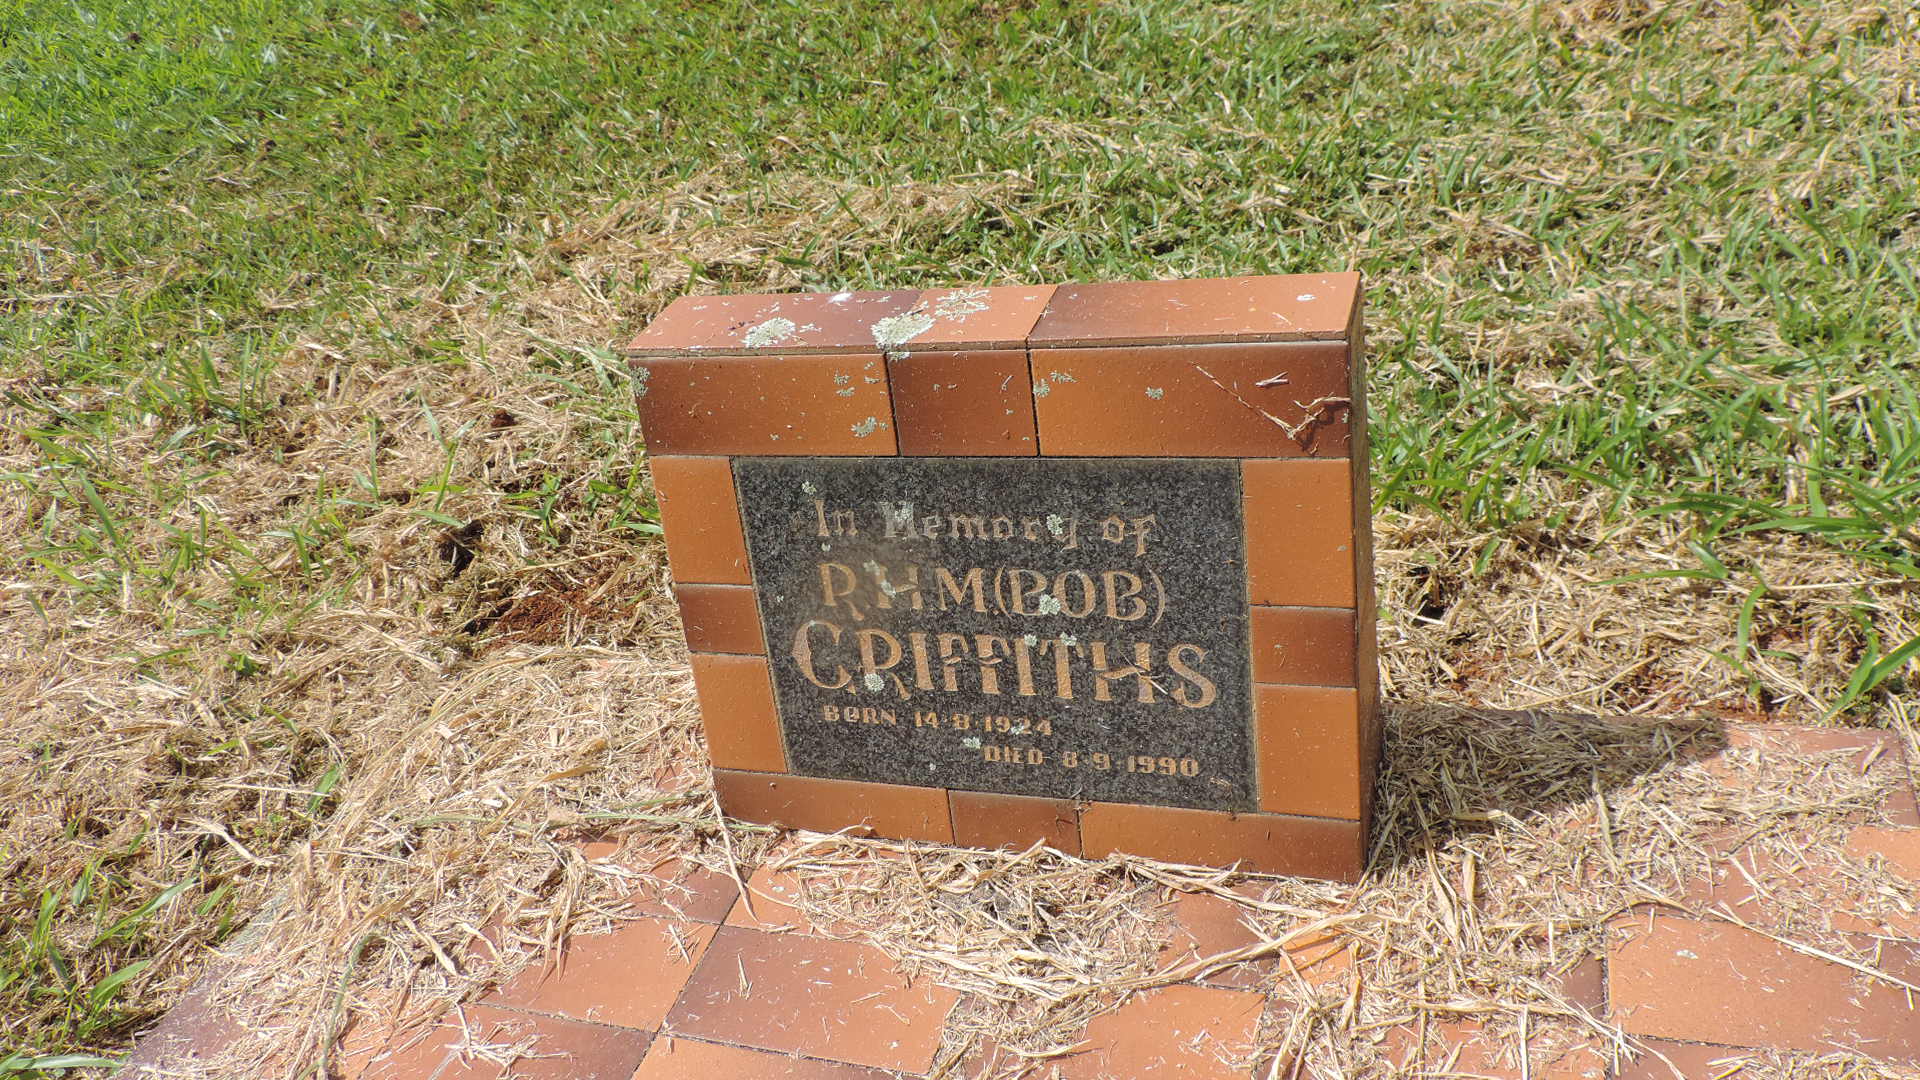 In Memory of
R H M (BOB)
GRIFFITHS
BORN 14·8·1924
DIED 8·9·1990